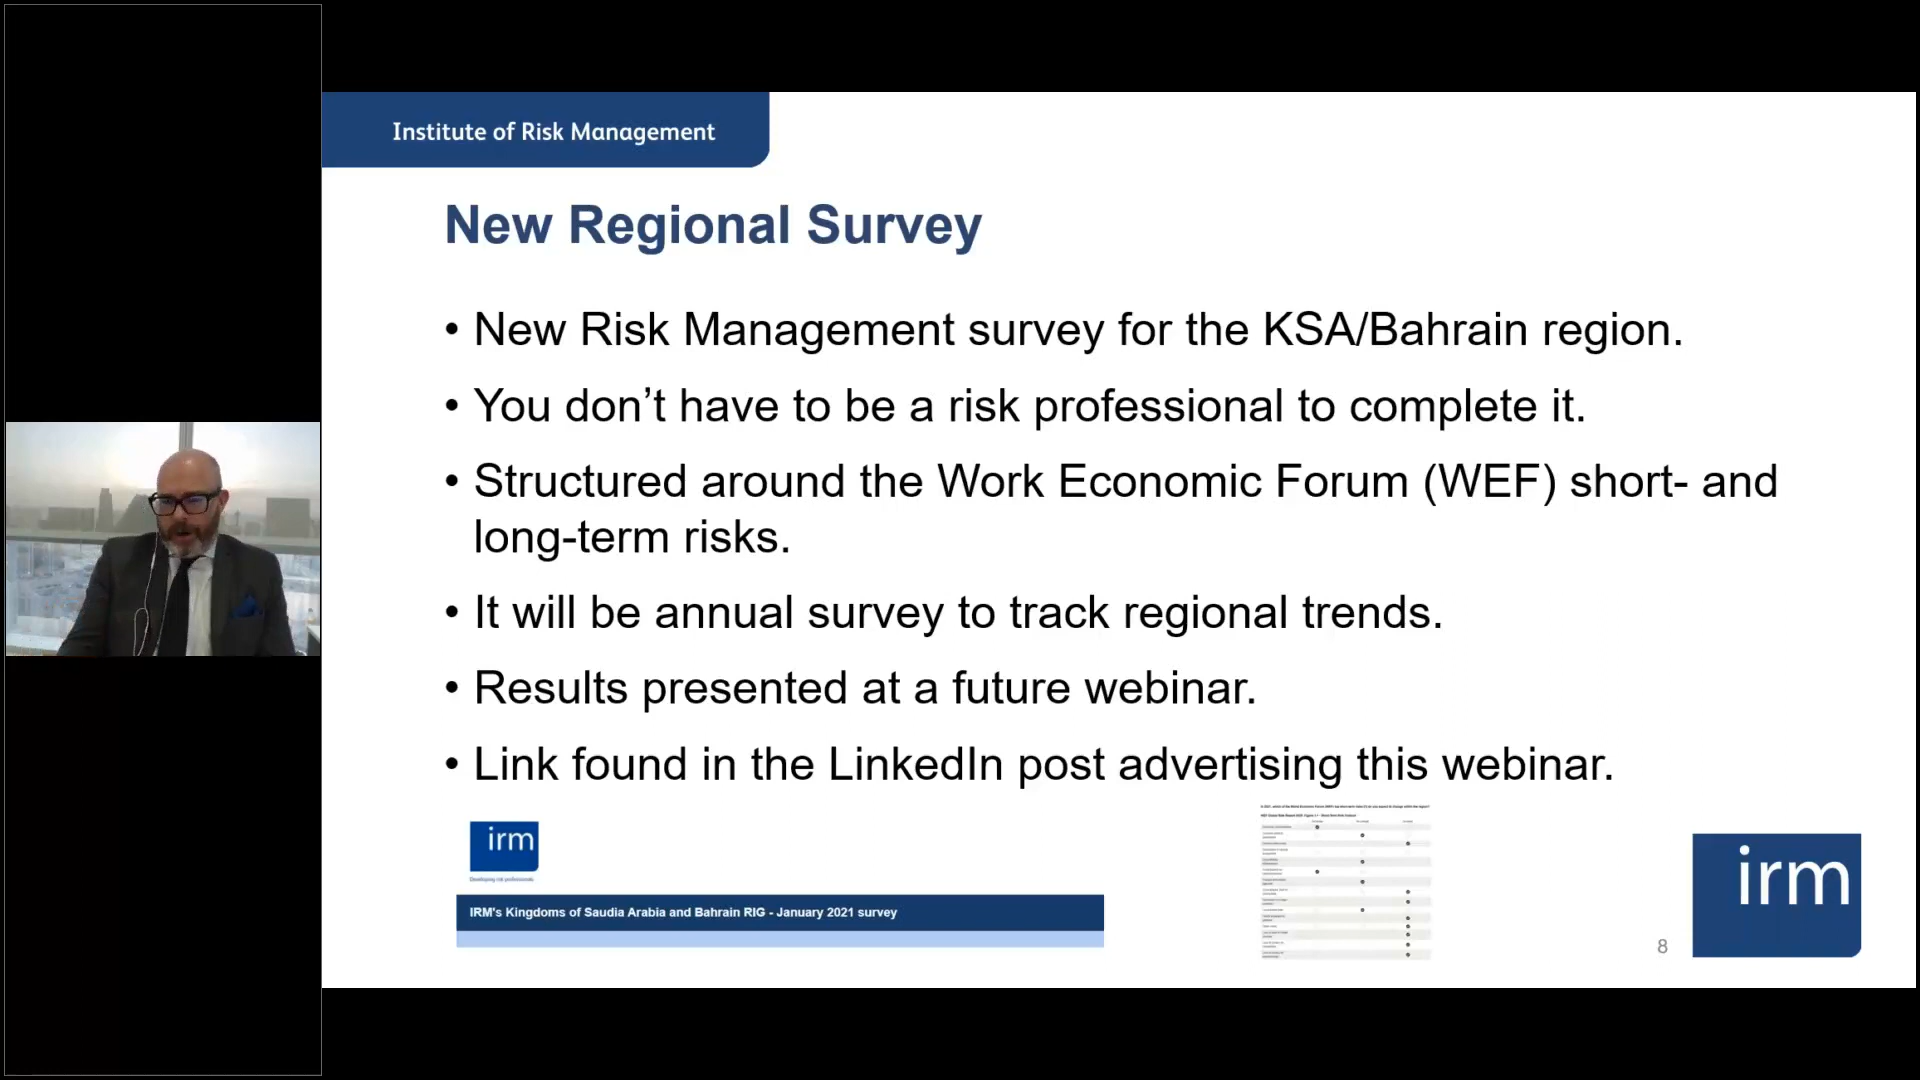 Institute of Risk Management
New Regional Survey
• New Risk Management survey for the KSA/Bahrain region.
• You don’t have to be a risk professional to complete it.
• Structured around the Work Economic Forum (WEF) short- and
long-term risks.
• It will be annual survey to track regional trends.
• Results presented at a future webinar.
• Link found in the LinkedIn post advertising this webinar.
irm
Developing risk professionals
IRM's Kingdoms of Saudia Arabia and Bahrain RIG - January 2021 survey
8
irm